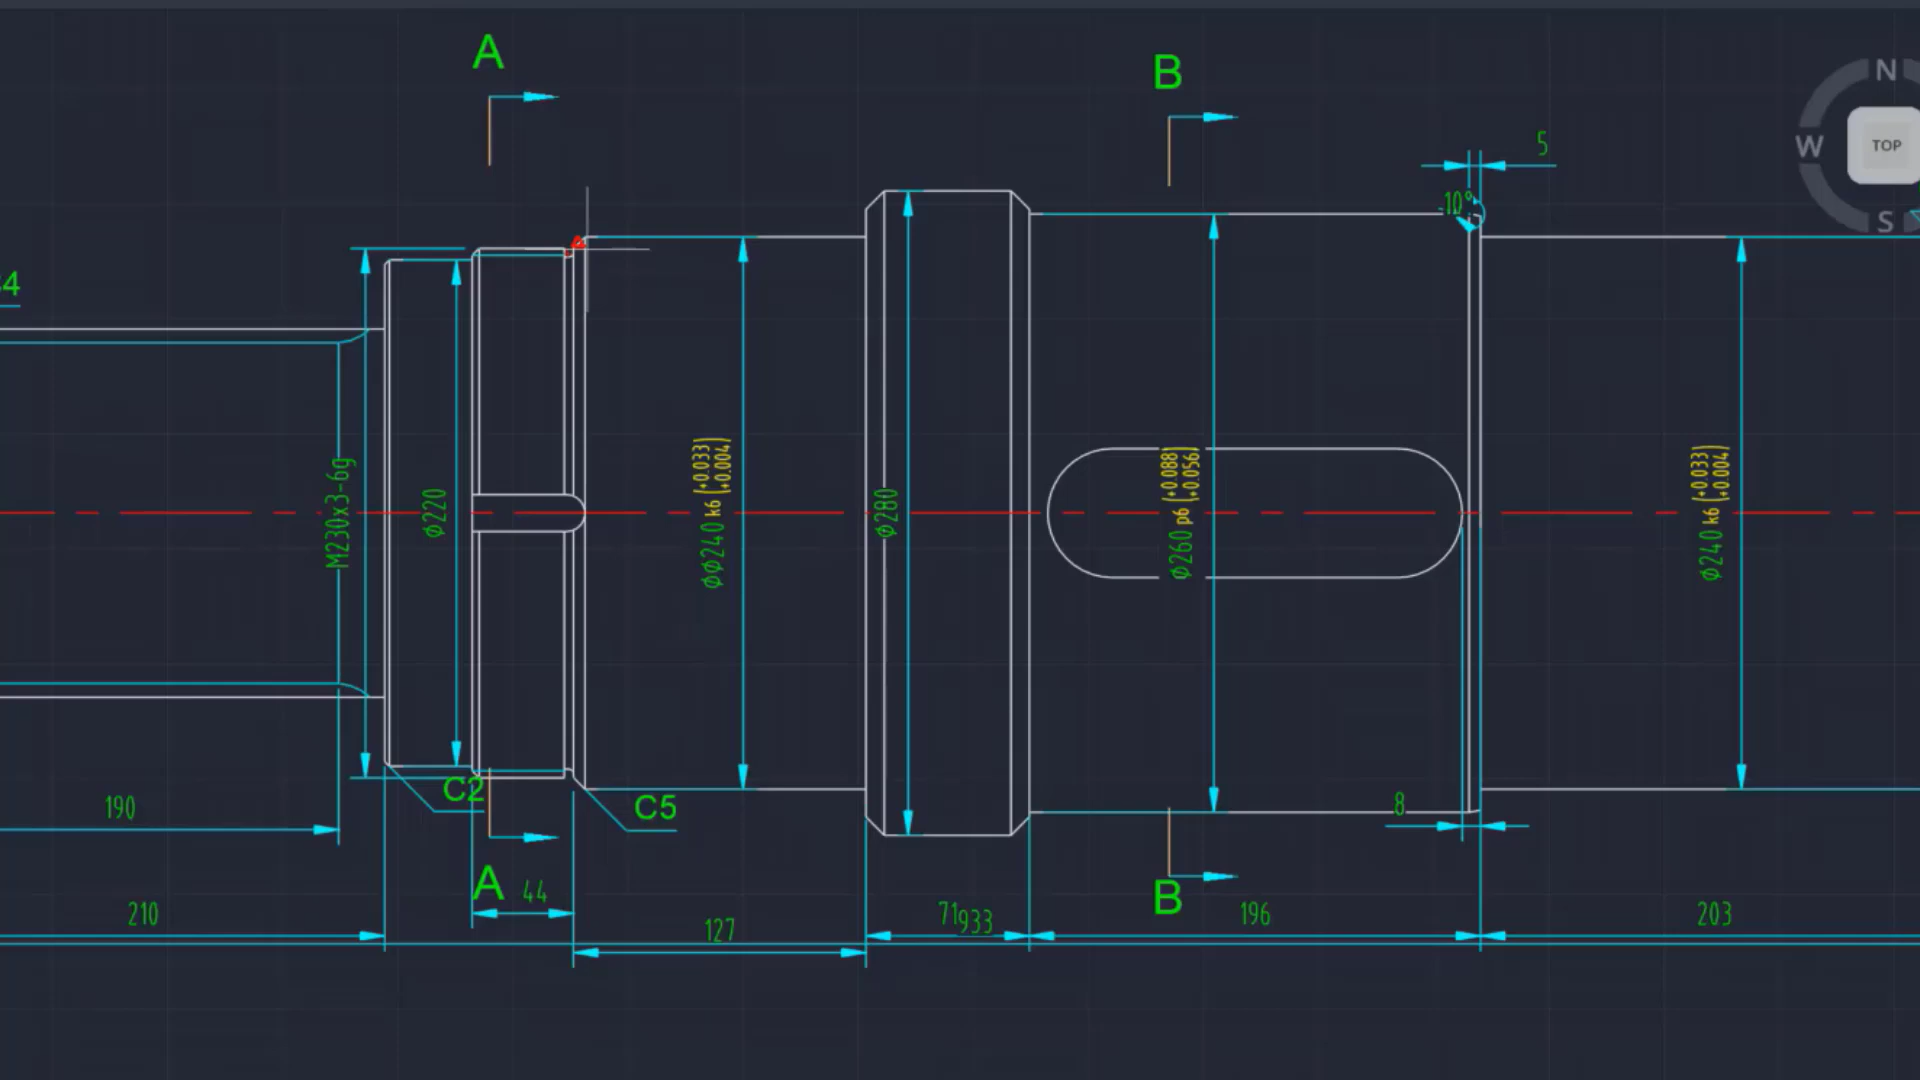 A
B
N
W
TOP
S
5
10°
M230x3-6g
ϕ220
ϕϕ240 k6 (+0.033 +0.004)
ϕ280
ϕ260 p6 (+0.088 +0.056)
ϕ240 k6 (+0.033 +0.004)
C2
C5
190
8
A
44
B
210
127
71
933
196
203